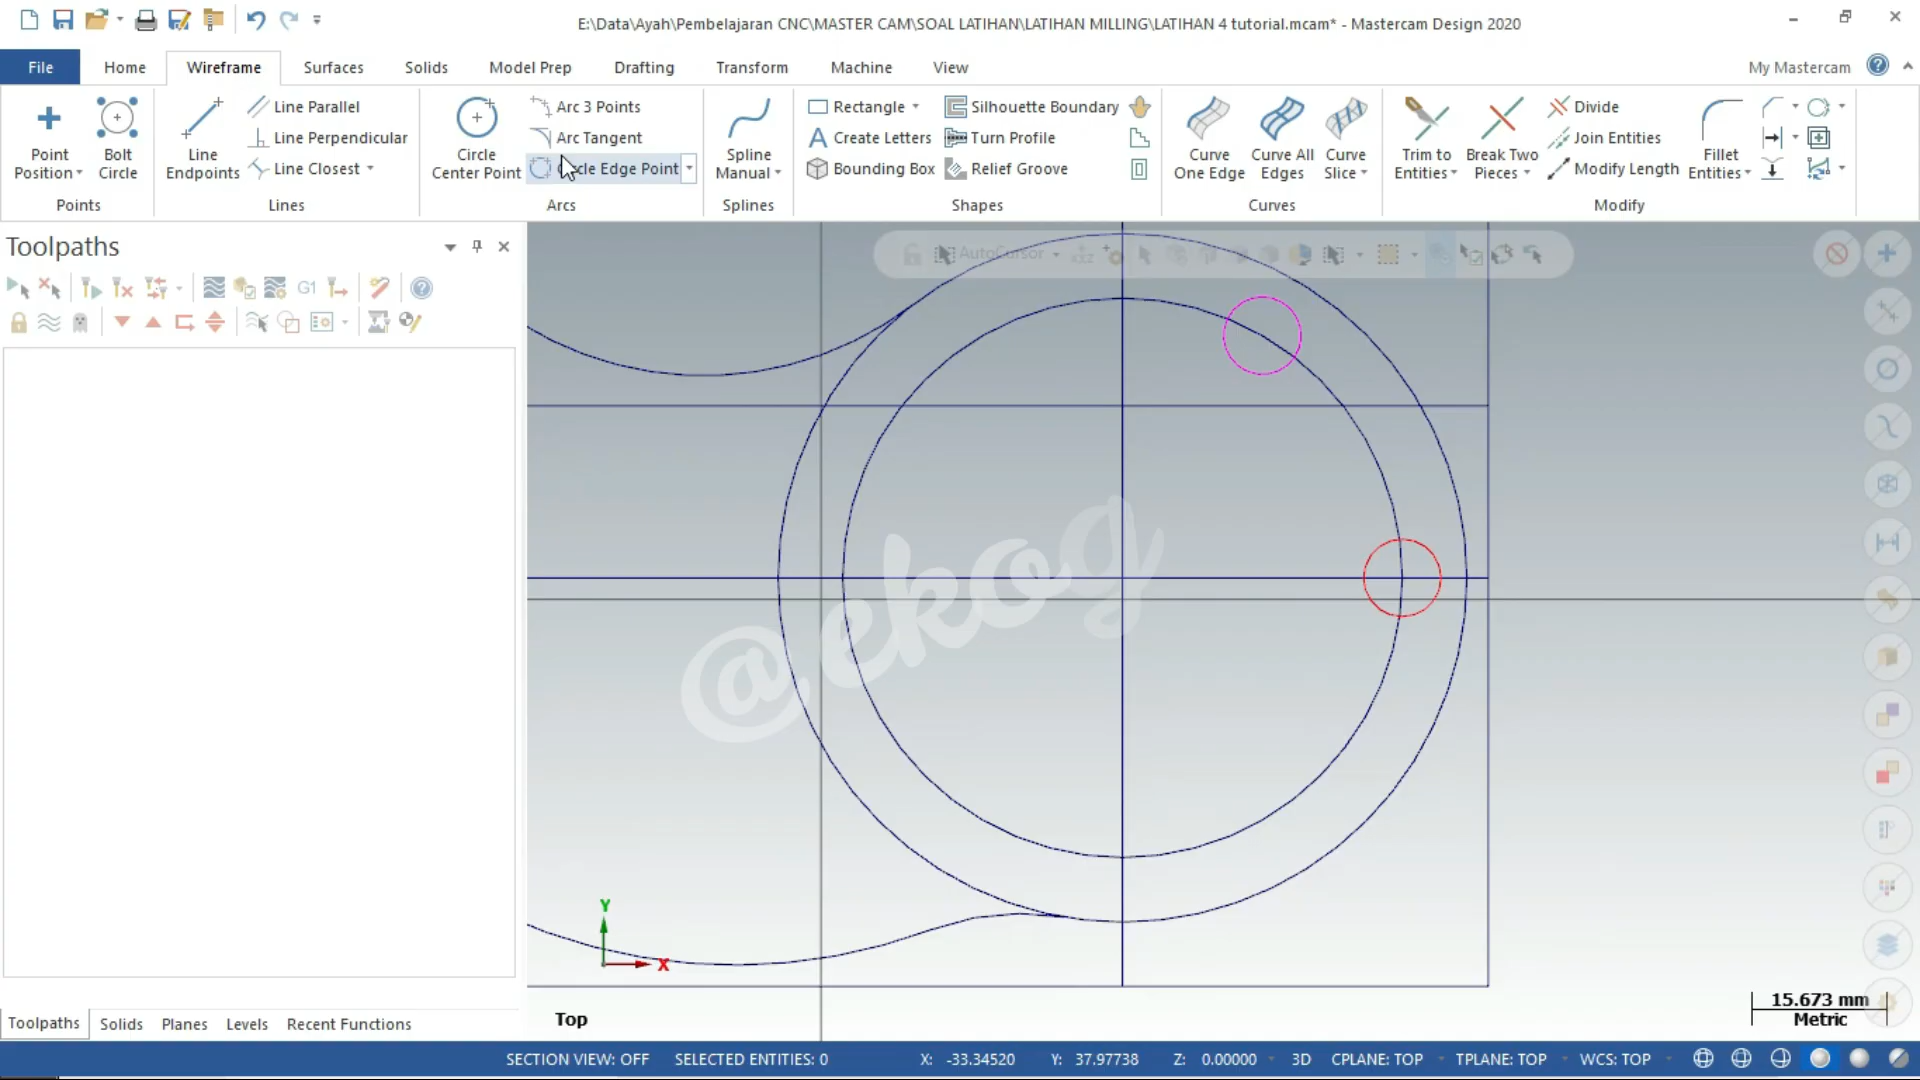 E:\Data\Ayah\Pembelajaran CNC\MASTER CAM\SOAL LATIHAN\LATIHAN MILLING\LATIHAN 4 tutorial.mcam* - Mastercam Design 2020
File Home Wireframe Surfaces Solids Model Prep Drafting Transform Machine View My Mastercam
Point Position
Bolt Circle
Points
Line Endpoints
Line Parallel
Line Perpendicular
Line Closest
Lines
Circle Center Point
Arc 3 Points
Arc Tangent
cle Edge Point
Arcs
Spline Manual
Splines
Rectangle
Create Letters
Bounding Box
Silhouette Boundary
Turn Profile
Relief Groove
Shapes
Curve One Edge
Curve All Edges
Curve Slice
Curves
Trim to Entities
Break Two Pieces
Divide
Join Entities
Modify Length
Fillet Entities
Modify
Toolpaths
G1
AutoCursor
XYZ
@ekog
Y
X
Top
15.673 mm
Metric
Toolpaths Solids Planes Levels Recent Functions
SECTION VIEW: OFF SELECTED ENTITIES: 0 X: -33.34520 Y: 37.97738 Z: 0.00000 3D CPLANE: TOP TPLANE: TOP WCS: TOP